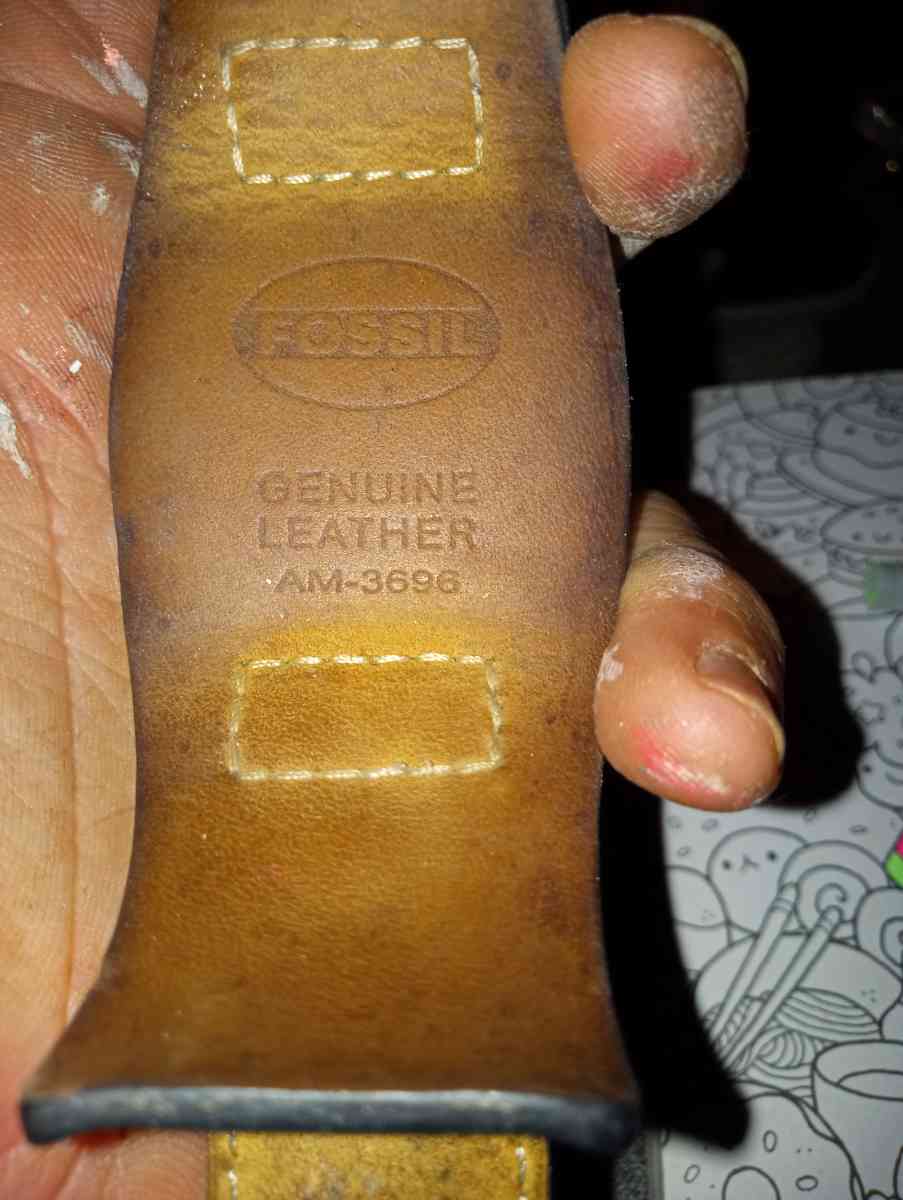 FOSSIL
GENUINE
LEATHER
AM-3696